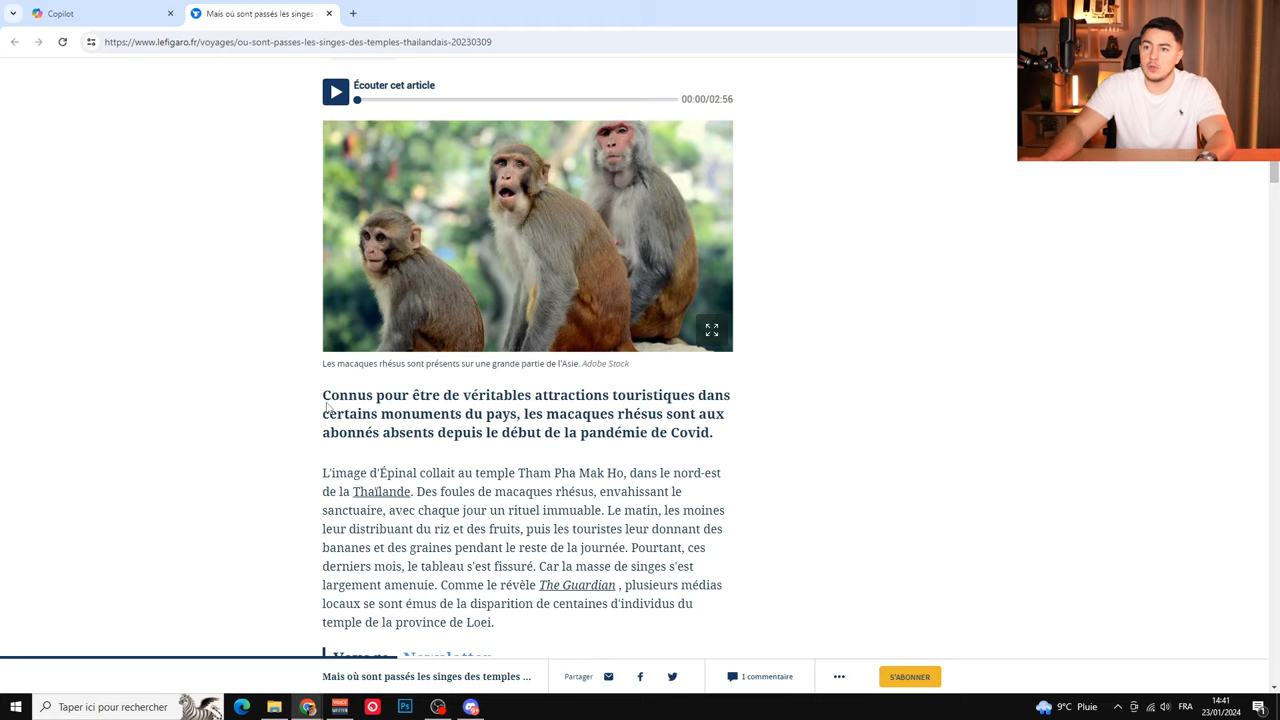 Copilot
Mais où sont passés les singes
https://www.lefigaro.fr/voyages/ou-sont-passes-les-singes-des-temples-thailandais-20230309
Écouter cet article
00:00/02:56
Les macaques rhésus sont présents sur une grande partie de l'Asie. Adobe Stock
Connus pour être de véritables attractions touristiques dans
certains monuments du pays, les macaques rhésus sont aux
abonnés absents depuis le début de la pandémie de Covid.
L'image d'Épinal collait au temple Tham Pha Mak Ho, dans le nord-est
de la Thaïlande. Des foules de macaques rhésus, envahissant le
sanctuaire, avec chaque jour un rituel immuable. Le matin, les moines
leur distribuant du riz et des fruits, puis les touristes leur donnant des
bananes et des graines pendant le reste de la journée. Pourtant, ces
derniers mois, le tableau s'est fissuré. Car la masse de singes s'est
largement amenuie. Comme le révèle The Guardian , plusieurs médias
locaux se sont émus de la disparition de centaines d'individus du
temple de la province de Loei.
Voyage Newsletter
Mais où sont passés les singes des temples ...
Partager
1 commentaire
S'ABONNER
Taper ici pour rechercher
Ps
9°C Pluie
FRA
14:41
23/01/2024